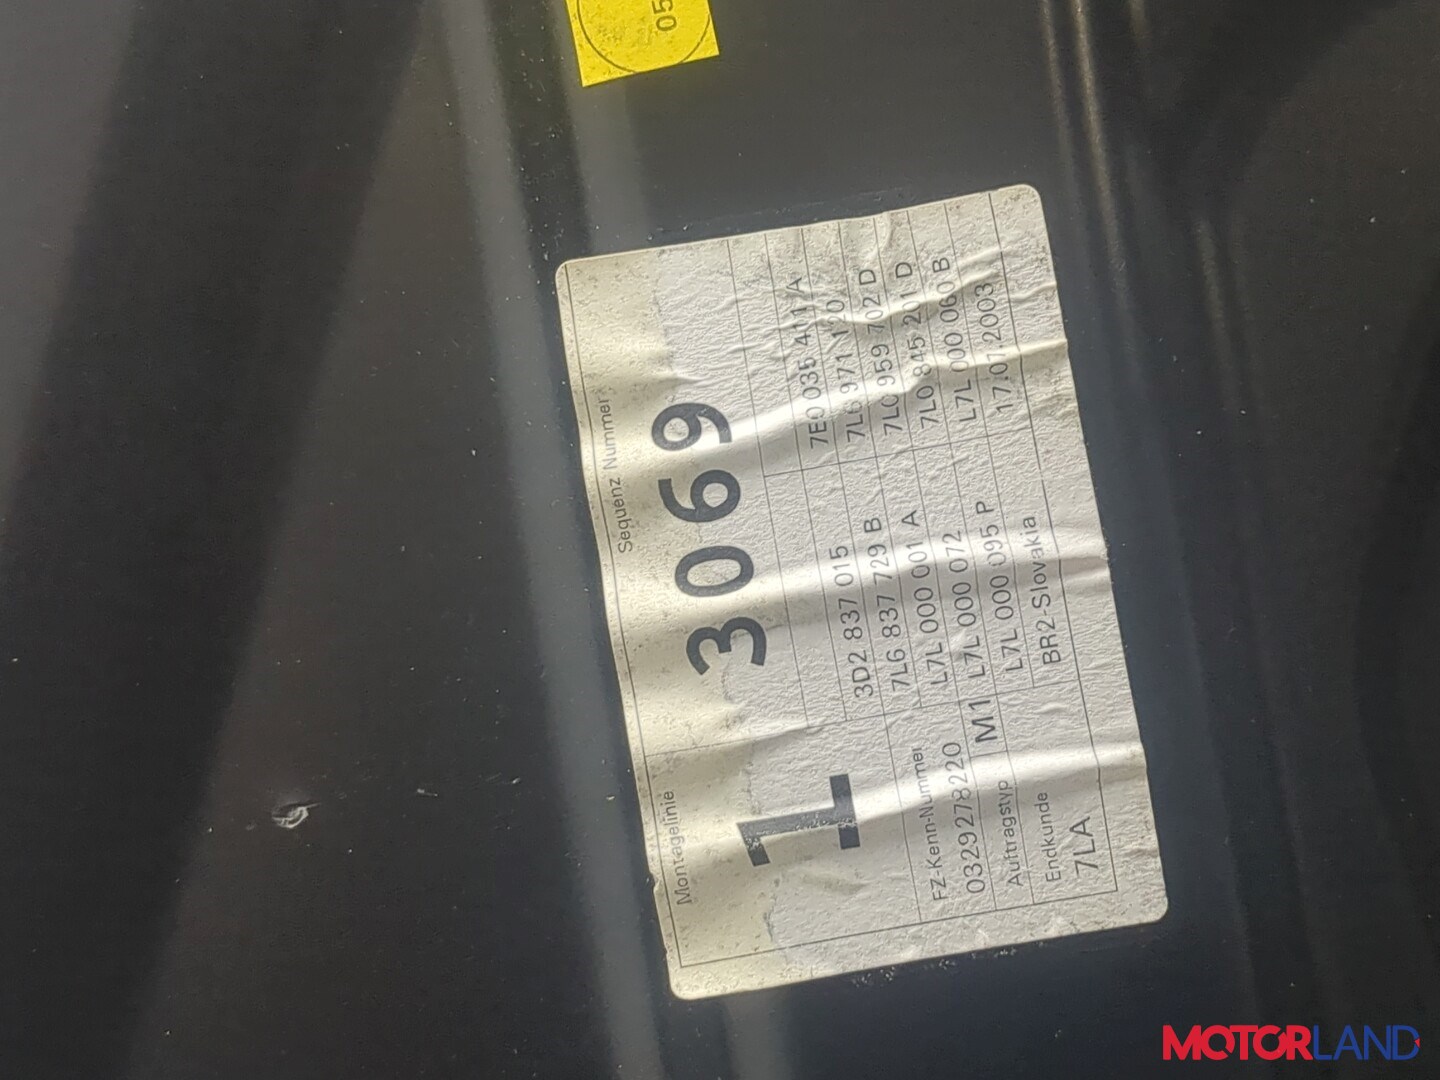 05
Montagelinie
Sequenz Nummer
1
3069
7E0 035 411 A
3D2 837 015
7L6 971 120
7L6 837 729 B
7L0 959 702 D
FZ-Kenn-Nummer
L7L 000 001 A
7L0 845 201 D
0329278220
L7L 000 072
Auftragstyp
M1
L7L 000 095 P
L7L 000 060 B
Endkunde
BR2-Slovakia
17.07.2003
7LA
MOTORLAND